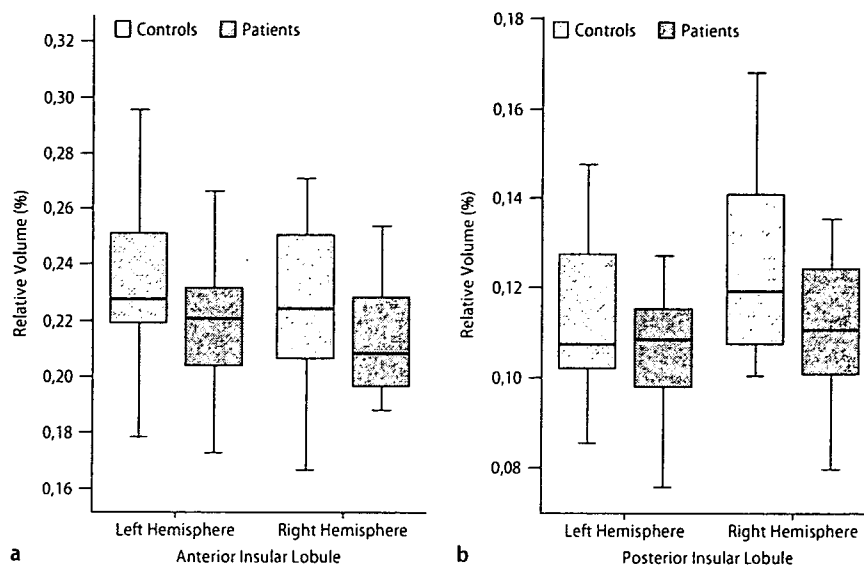 Controls Patients
0,32
0,30
0,28
0,26
0,24
0,22
0,20
0,18
0,16
Relative Volume (%)
Left Hemisphere Right Hemisphere
a Anterior Insular Lobule
0,18
Controls Patients
0,16
0,14
0,12
0,10
0,08
Relative Volume (%)
Left Hemisphere Right Hemisphere
b Posterior Insular Lobule